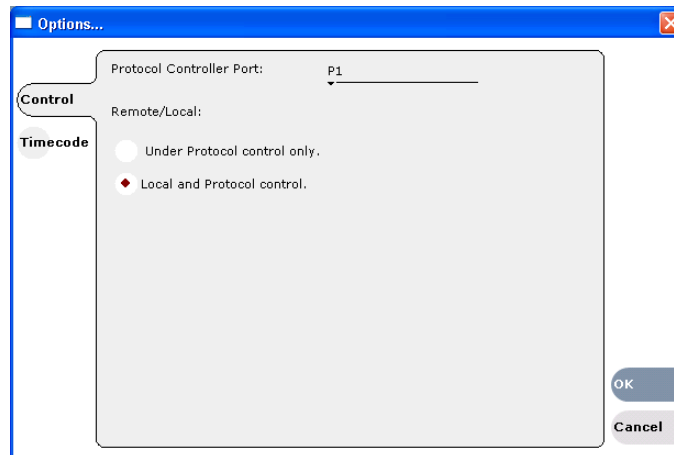 Options...
Protocol Controller Port: P1
Control
Remote/Local:
Timecode
Under Protocol control only.
Local and Protocol control.
OK
Cancel